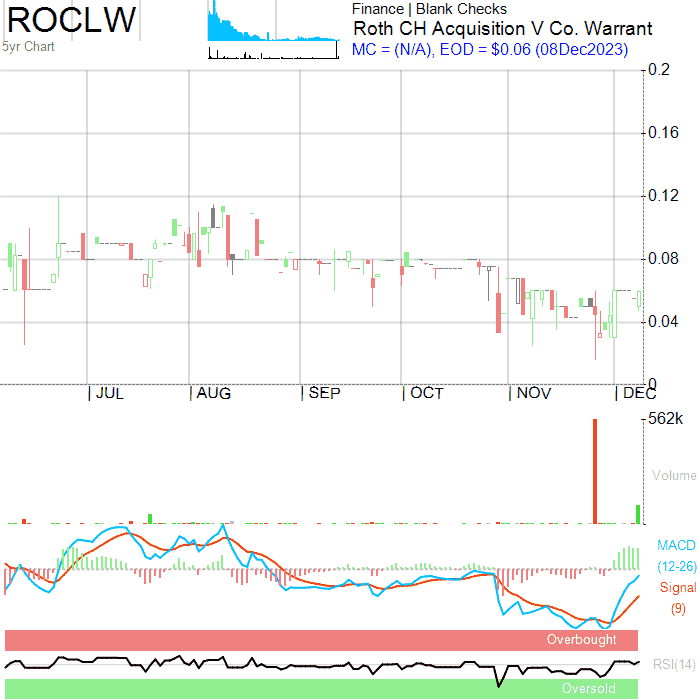 ROCLW
5yr Chart
Finance | Blank Checks
Roth CH Acquisition V Co. Warrant
MC = (N/A), EOD = $0.06 (08Dec2023)
0.2
0.16
0.12
0.08
0.04
0
JUL AUG SEP OCT NOV DEC
562k
Volume
MACD
(12-26)
Signal
(9)
Overbought
RSI(14)
Oversold